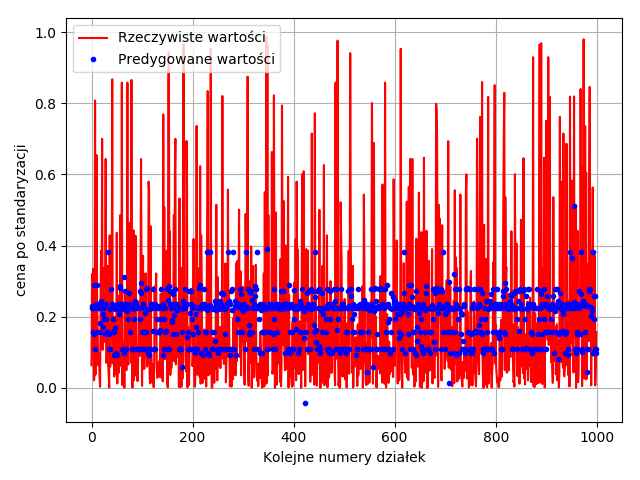 Rzeczywiste wartości
Predygowane wartości
cena po standaryzacji
1.0
0.8
0.6
0.4
0.2
0.0
0 200 400 600 800 1000
Kolejne numery działek